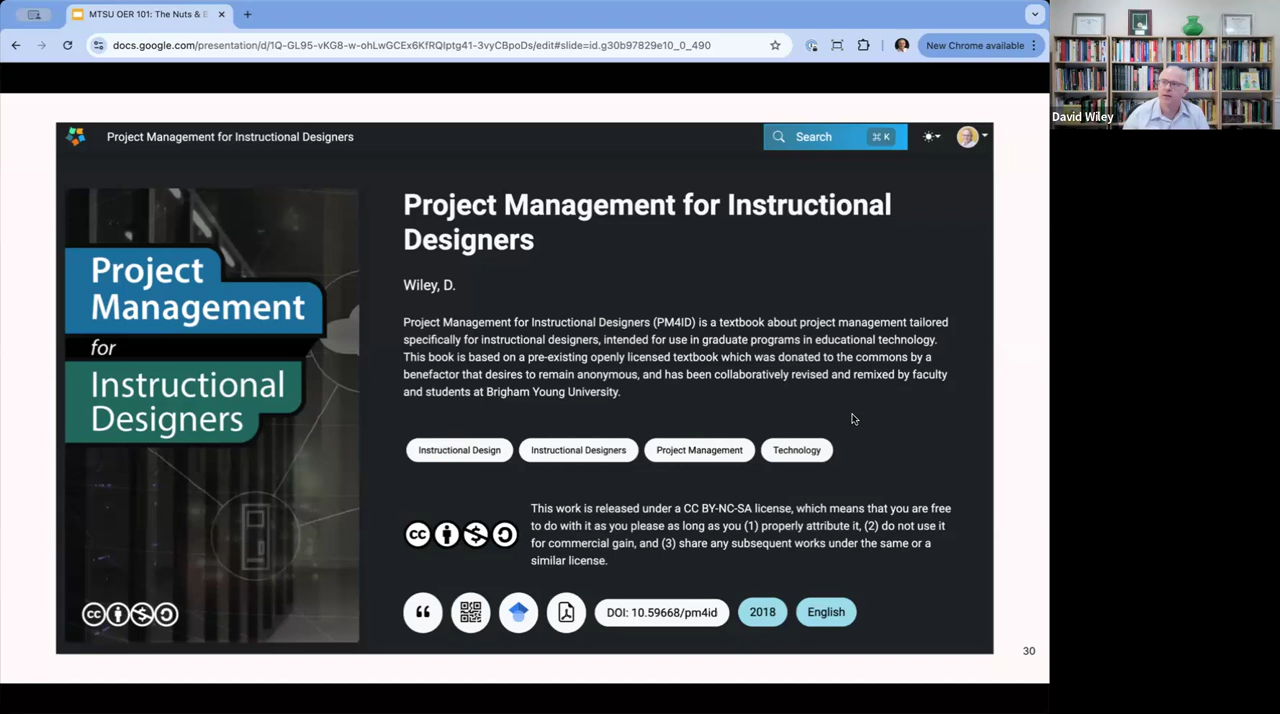 MTSU OER 101: The Nuts & B
docs.google.com/presentation/d/1Q-GL95-vKG8-w-ohLwGCEx6KfRQlptg41-3vyCBpoDs/edit#slide=id.g30b97829e10_0_490
New Chrome available
David Wiley
Project Management for Instructional Designers
Search
⌘ K
Project
Management
for
Instructional
Designers
Project Management for Instructional
Designers
Wiley, D.
Project Management for Instructional Designers (PM4ID) is a textbook about project management tailored
specifically for instructional designers, intended for use in graduate programs in educational technology.
This book is based on a pre-existing openly licensed textbook which was donated to the commons by a
benefactor that desires to remain anonymous, and has been collaboratively revised and remixed by faculty
and students at Brigham Young University.
Instructional Design
Instructional Designers
Project Management
Technology
cc
This work is released under a CC BY-NC-SA license, which means that you are free
to do with it as you please as long as you (1) properly attribute it, (2) do not use it
for commercial gain, and (3) share any subsequent works under the same or a
similar license.
cc
DOI: 10.59668/pm4id
2018
English
30